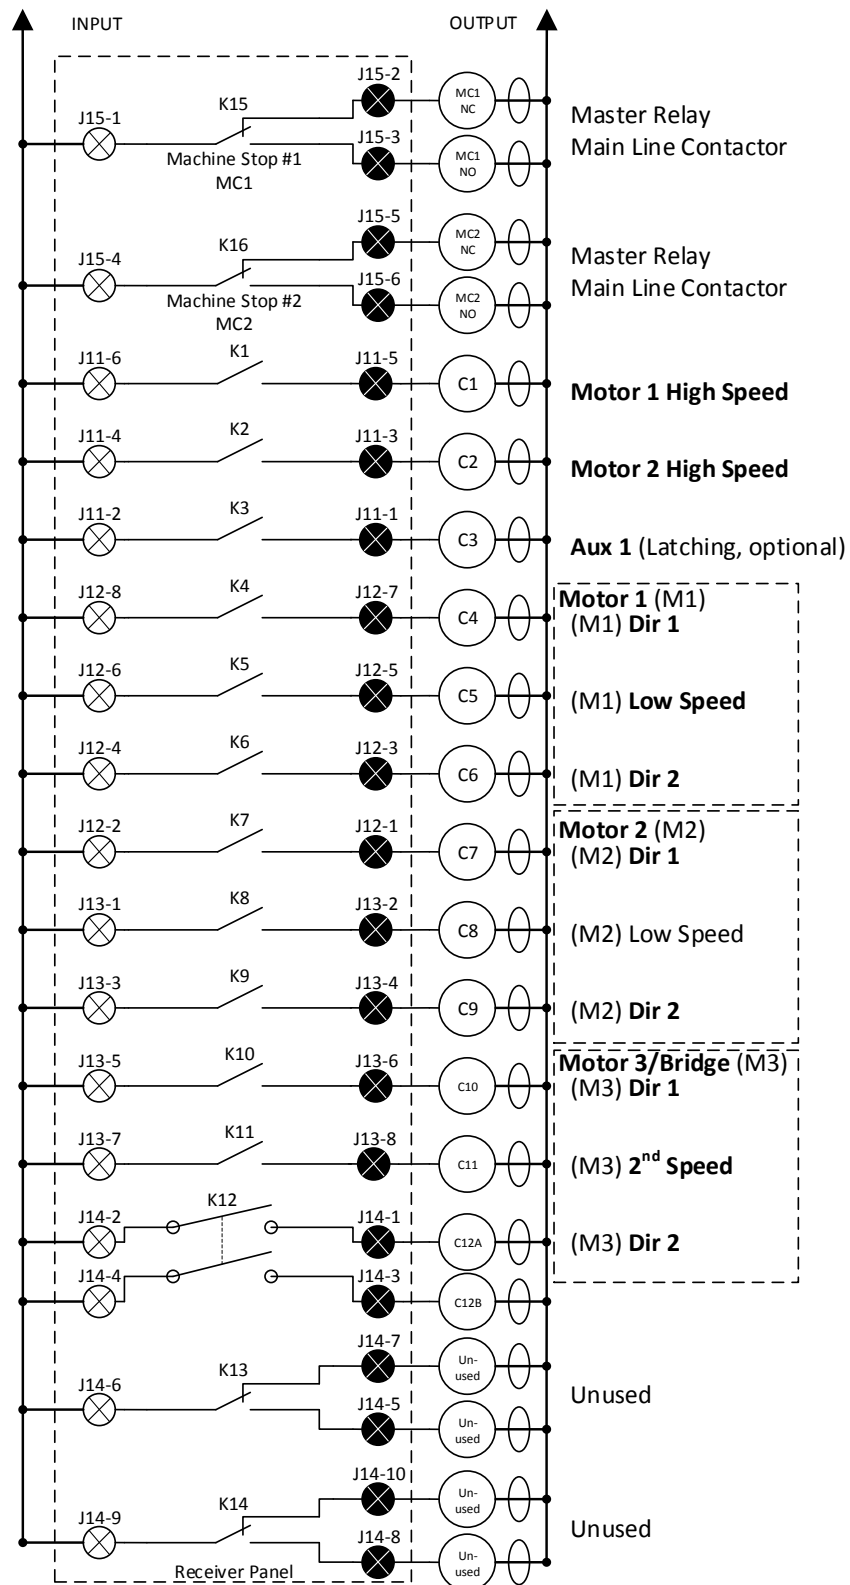 INPUT
OUTPUT
J15-1
K15
J15-2
MC1
NC
J15-3
MC1
NO
Machine Stop #1
MC1
Master Relay
Main Line Contactor
J15-4
K16
J15-5
MC2
NC
J15-6
MC2
NO
Machine Stop #2
MC2
Master Relay
Main Line Contactor
J11-6
K1
J11-5
C1
Motor 1 High Speed
J11-4
K2
J11-3
C2
Motor 2 High Speed
J11-2
K3
J11-1
C3
Aux 1 (Latching, optional)
J12-8
K4
J12-7
C4
Motor 1 (M1)
(M1) Dir 1
J12-6
K5
J12-5
C5
(M1) Low Speed
J12-4
K6
J12-3
C6
(M1) Dir 2
J12-2
K7
J12-1
C7
Motor 2 (M2)
(M2) Dir 1
J13-1
K8
J13-2
C8
(M2) Low Speed
J13-3
K9
J13-4
C9
(M2) Dir 2
J13-5
K10
J13-6
C10
Motor 3/Bridge (M3)
(M3) Dir 1
J13-7
K11
J13-8
C11
(M3) 2nd Speed
J14-2
K12
J14-1
C12A
(M3) Dir 2
J14-4
J14-3
C12B
J14-6
K13
J14-7
Un-
used
J14-5
Un-
used
Unused
J14-9
K14
J14-10
Un-
used
J14-8
Un-
used
Unused
Receiver Panel